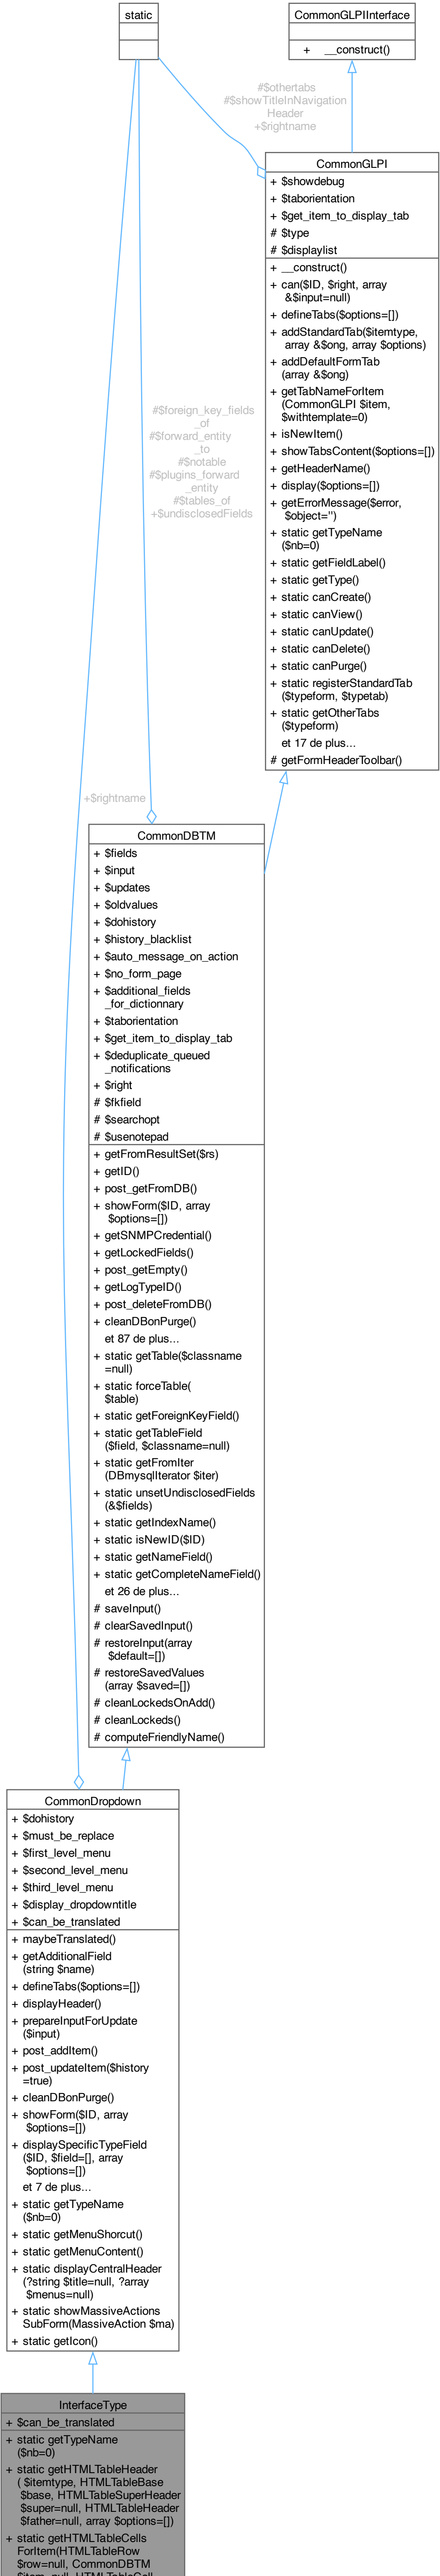 static
CommonGLPIInterface
+ __construct()
#$othertabs
#$showTitleInNavigation
Header
+$rightname
CommonGLPI
+ $showdebug
+ $taborientation
+ $get_item_to_display_tab
# $type
# $displaylist
+ __construct()
+ can($ID, $right, array
&$input=null)
+ defineTabs($options=[])
+ addStandardTab($itemtype,
array &$ong, array $options)
+ addDefaultFormTab
(array &$ong)
+ getTabNameForItem
(CommonGLPI $item,
$withtemplate=0)
+ isNewItem()
+ showTabsContent($options=[])
+ getHeaderName()
+ display($options=[])
+ getErrorMessage($error,
$object='')
+ static getTypeName
($nb=0)
+ static getFieldLabel()
+ static getType()
+ static canCreate()
+ static canView()
+ static canUpdate()
+ static canDelete()
+ static canPurge()
+ static registerStandardTab
($typeform, $typetab)
+ static getOtherTabs
($typeform)
et 17 de plus...
# getFormHeaderToolbar()
#$foreign_key_fields
_of
#$forward_entity
_to
#$notable
#$plugins_forward
_entity
#$tables_of
+$undisclosedFields
+$rightname
CommonDBTM
+ $fields
+ $input
+ $updates
+ $oldvalues
+ $dohistory
+ $history_blacklist
+ $auto_message_on_action
+ $no_form_page
+ $additional_fields
_for_dictionnary
+ $taborientation
+ $get_item_to_display_tab
+ $deduplicate_queued
_notifications
+ $right
# $fkfield
# $searchopt
# $usenotepad
+ getFromResultSet($rs)
+ getID()
+ post_getFromDB()
+ showForm($ID, array
$options=[])
+ getSNMPCredential()
+ getLockedFields()
+ post_getEmpty()
+ getLogTypeID()
+ post_deleteFromDB()
+ cleanDBonPurge()
et 87 de plus...
+ static getTable($classname
=null)
+ static forceTable(
$table)
+ static getForeignKeyField()
+ static getTableField
($field, $classname=null)
+ static getFromIter
(DBmysqlIterator $iter)
+ static unsetUndisclosedFields
(&$fields)
+ static getIndexName()
+ static isNewID($ID)
+ static getNameField()
+ static getCompleteNameField()
et 26 de plus...
# saveInput()
# clearSavedInput()
# restoreInput(array
$default=[])
# restoreSavedValues
(array $saved=[])
# cleanLockedsOnAdd()
# cleanLockeds()
# computeFriendlyName()
CommonDropdown
+ $dohistory
+ $must_be_replace
+ $first_level_menu
+ $second_level_menu
+ $third_level_menu
+ $display_dropdowntitle
+ $can_be_translated
+ maybeTranslated()
+ getAdditionalField
(string $name)
+ defineTabs($options=[])
+ displayHeader()
+ prepareInputForUpdate
($input)
+ post_addItem()
+ post_updateItem($history
=true)
+ cleanDBonPurge()
+ showForm($ID, array
$options=[])
+ displaySpecificTypeField
($ID, $field=[], array
$options=[])
et 7 de plus...
+ static getTypeName
($nb=0)
+ static getMenuShorcut()
+ static getMenuContent()
+ static displayCentralHeader
(?string $title=null, ?array
$menus=null)
+ static showMassiveActions
SubForm(MassiveAction $ma)
+ static getIcon()
InterfaceType
+ $can_be_translated
+ static getTypeName
($nb=0)
+ static getHTMLTableHeader
( $itemtype, HTMLTableBase
$base, HTMLTableSuperHeader
$super=null, HTMLTableHeader
$father=null, array $options=[])
+ static getHTMLTableCells
ForItem(HTMLTableRow
$row=null, CommonDBTM